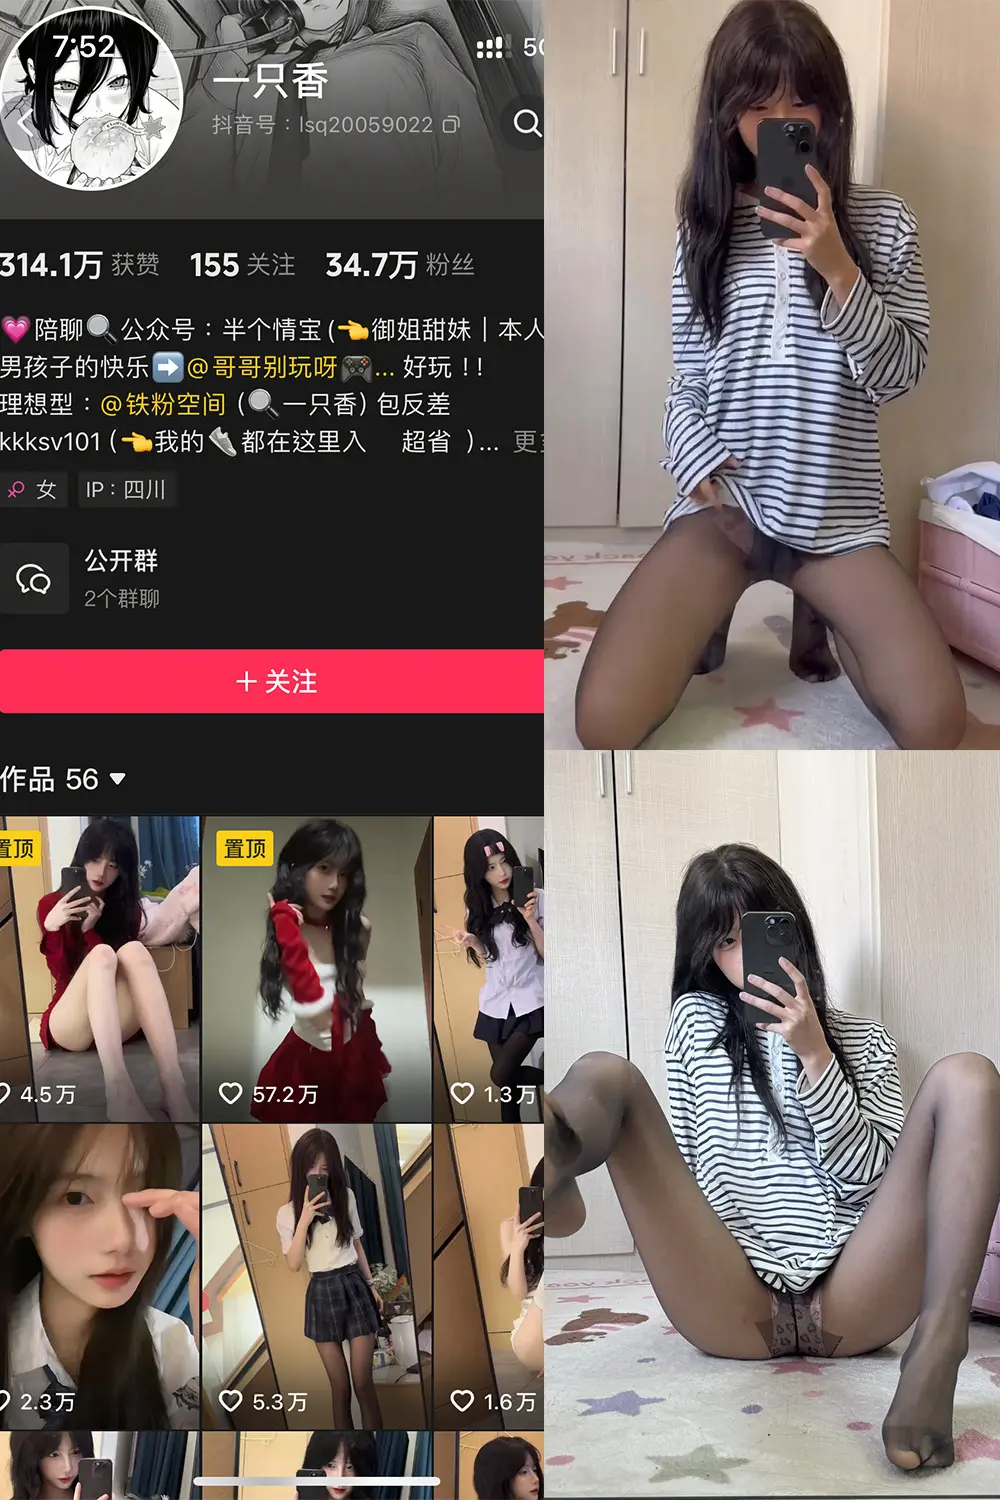 7:52
5G
一只香
抖音号：lsq20059022
314.1万 获赞 155 关注 34.7万 粉丝
💗陪聊🔍公众号：半个情宝(👈御姐甜妹｜本人
男孩子的快乐➡️@哥哥别玩呀🎮... 好玩 !!
理想型：@铁粉空间 (🔍一只香) 包反差
kkksv101 (👈我的👟都在这里入 超省 )... 更
女 IP：四川
公开群
2个群聊
+ 关注
作品 56
置顶
置顶
4.5万
57.2万
1.3万
2.3万
5.3万
1.6万